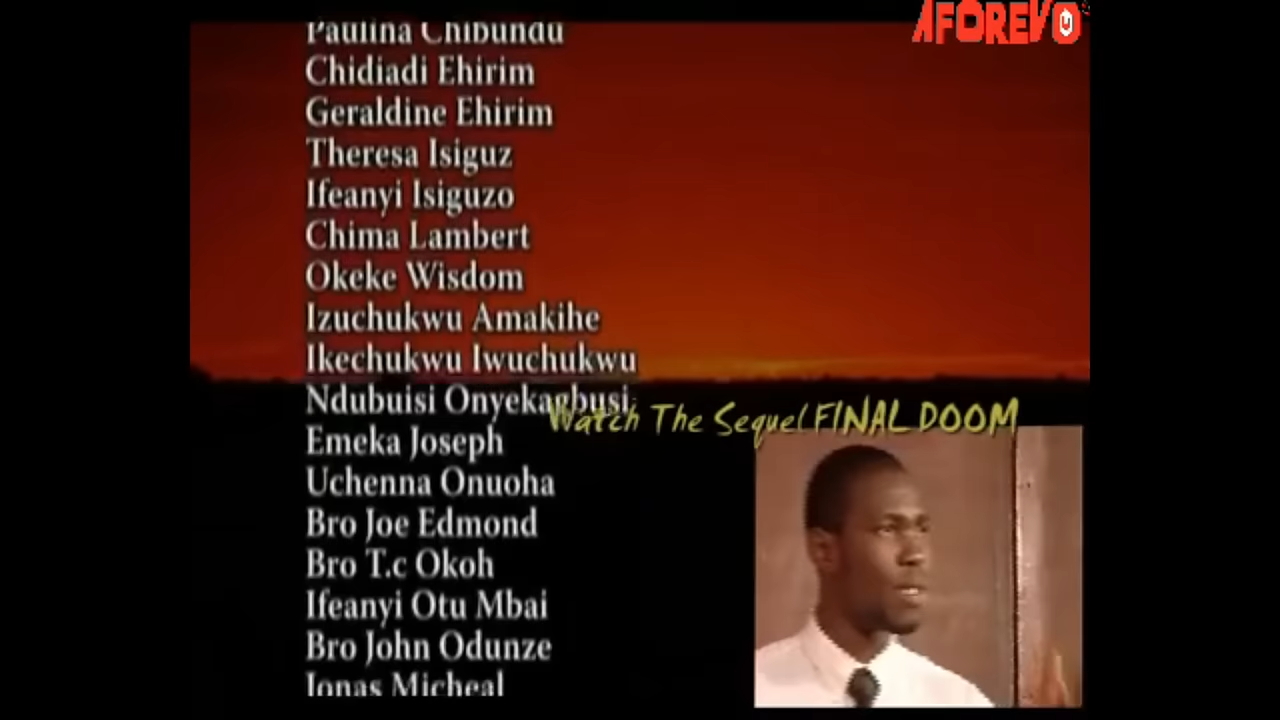 AFOREVO
Paulina Chibundu
Chidiadi Ehirim
Geraldine Ehirim
Theresa Isiguz
Ifeanyi Isiguzo
Chima Lambert
Okeke Wisdom
Izuchukwu Amakihe
Ikechukwu Iwuchukwu
Ndubuisi Onyekagbusi
Watch The Sequel FINAL DOOM
Emeka Joseph
Uchenna Onuoha
Bro Joe Edmond
Bro T.c Okoh
Ifeanyi Otu Mbai
Bro John Odunze
Jonas Micheal